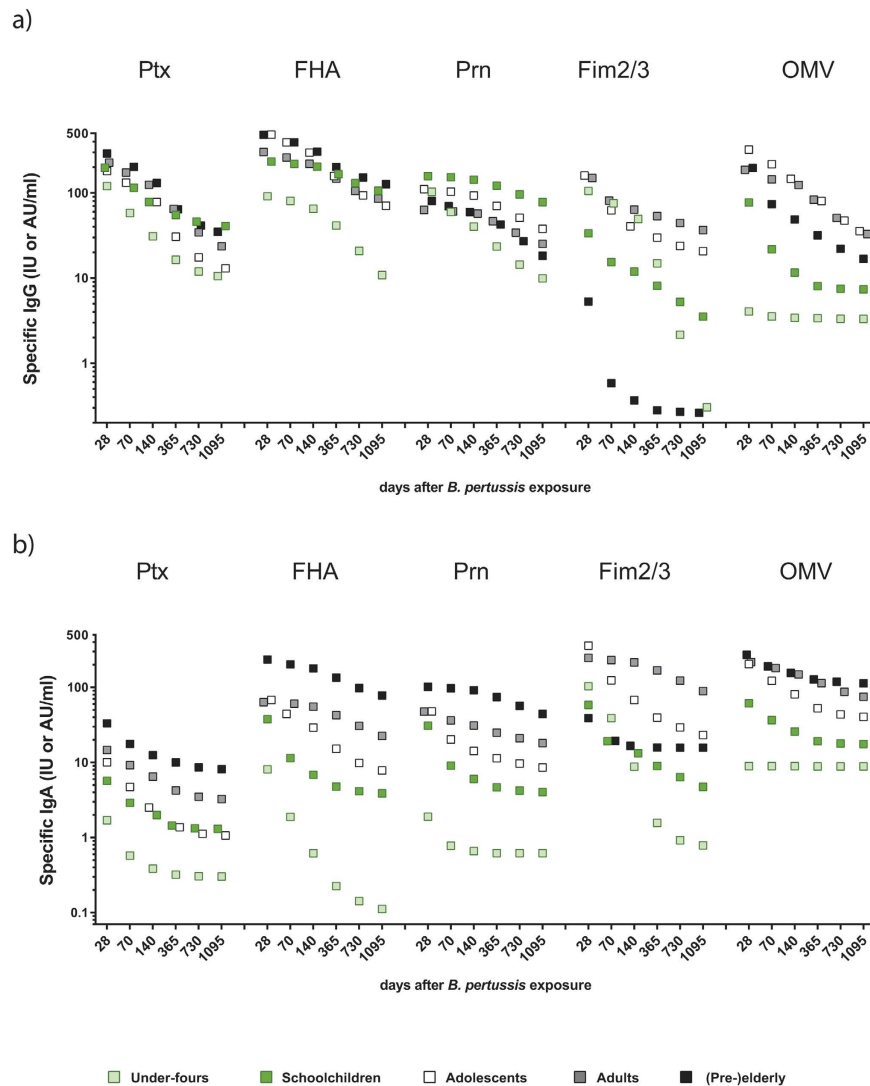 a)
Ptx FHA Prn Fim2/3 OMV
500
100
10
1
Specific IgG (IU or AU/ml)
28 70 140 365 730 1095 28 70 140 365 730 1095 28 70 140 365 730 1095 28 70 140 365 730 1095 28 70 140 365 730 1095
days after B. pertussis exposure
b)
Ptx FHA Prn Fim2/3 OMV
500
100
10
1
0.1
Specific IgA (IU or AU/ml)
28 70 140 365 730 1095 28 70 140 365 730 1095 28 70 140 365 730 1095 28 70 140 365 730 1095 28 70 140 365 730 1095
days after B. pertussis exposure
Under-fours Schoolchildren Adolescents Adults (Pre-)elderly